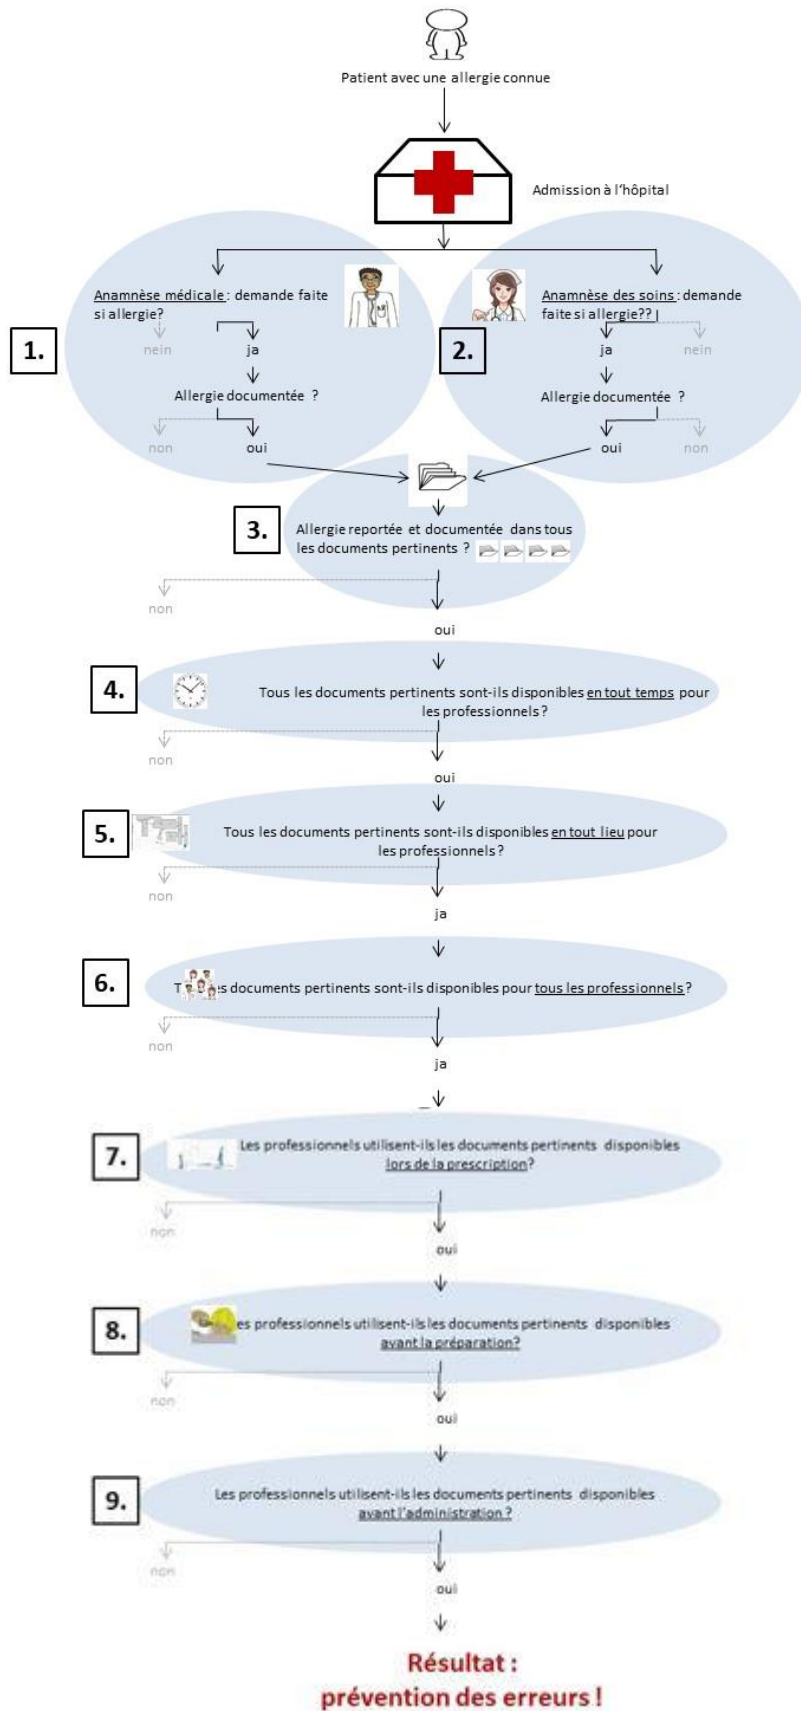 Patient avec une allergie connue
Admission à l'hôpital
1.
Anamnèse médicale : demande faite
si allergie?
nein
ja
Allergie documentée ?
non
oui
2.
Anamnèse des soins : demande
faite si allergie??
ja
nein
Allergie documentée ?
oui
non
3.
Allergie reportée et documentée dans tous
les documents pertinents ?
non
oui
4.
Tous les documents pertinents sont-ils disponibles en tout temps pour
les professionnels?
non
oui
5.
Tous les documents pertinents sont-ils disponibles en tout lieu pour
les professionnels?
non
ja
6.
T s documents pertinents sont-ils disponibles pour tous les professionnels?
non
ja
7.
Les professionnels utilisent-ils les documents pertinents disponibles
lors de la prescription?
non
oui
8.
es professionnels utilisent-ils les documents pertinents disponibles
avant la préparation?
non
oui
9.
Les professionnels utilisent-ils les documents pertinents disponibles
avant l'administration ?
non
oui
Résultat :
prévention des erreurs !